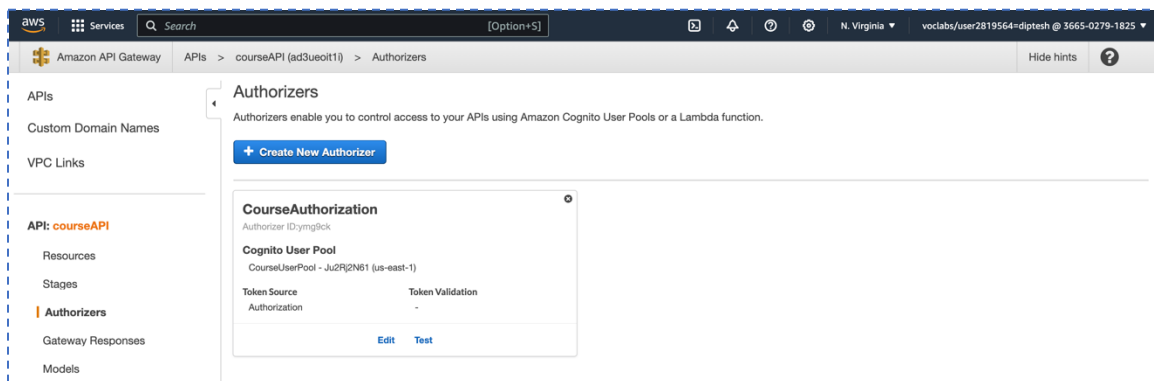 aws Services Search [Option+S] N. Virginia voclabs/user2819564=diptesh @ 3665-0279-1825
Amazon API Gateway APIs > courseAPI (ad3ueoit1i) > Authorizers Hide hints ?
APIs
Custom Domain Names
VPC Links
API: courseAPI
Resources
Stages
Authorizers
Gateway Responses
Models
Authorizers
Authorizers enable you to control access to your APIs using Amazon Cognito User Pools or a Lambda function.
+ Create New Authorizer
CourseAuthorization
Authorizer ID:ymg9ck
Cognito User Pool
CourseUserPool - Ju2Rj2N61 (us-east-1)
Token Source Token Validation
Authorization -
Edit Test